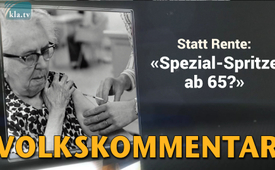 kla.tv
Statt Rente:
«Spezial-Spritze
ab 65?»
VOLKSKOMMENTAR